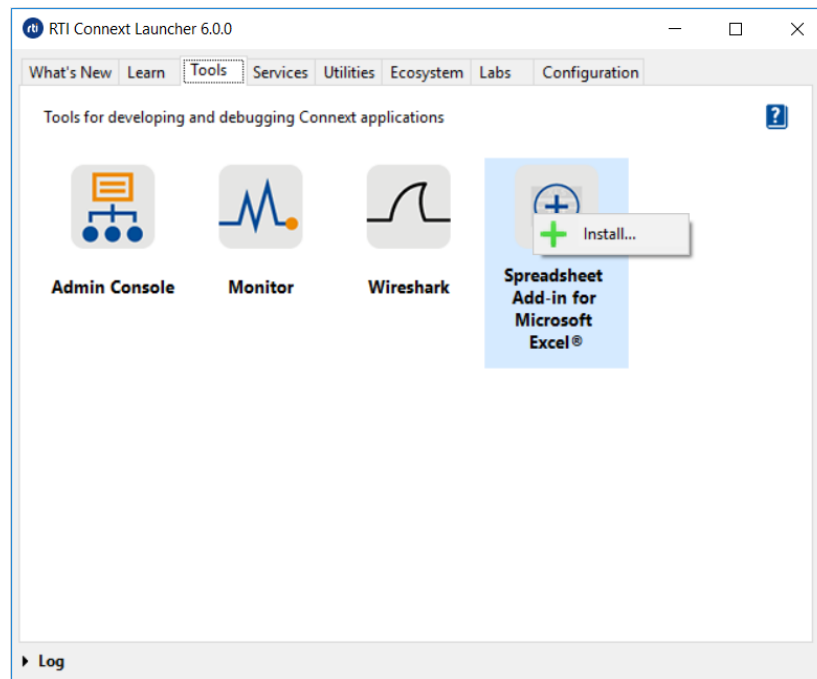 rti RTI Connext Launcher 6.0.0
What's New Learn Tools Services Utilities Ecosystem Labs Configuration
Tools for developing and debugging Connext applications ?
Install...
Admin Console
Monitor
Wireshark
Spreadsheet
Add-in for
Microsoft
Excel®
Log